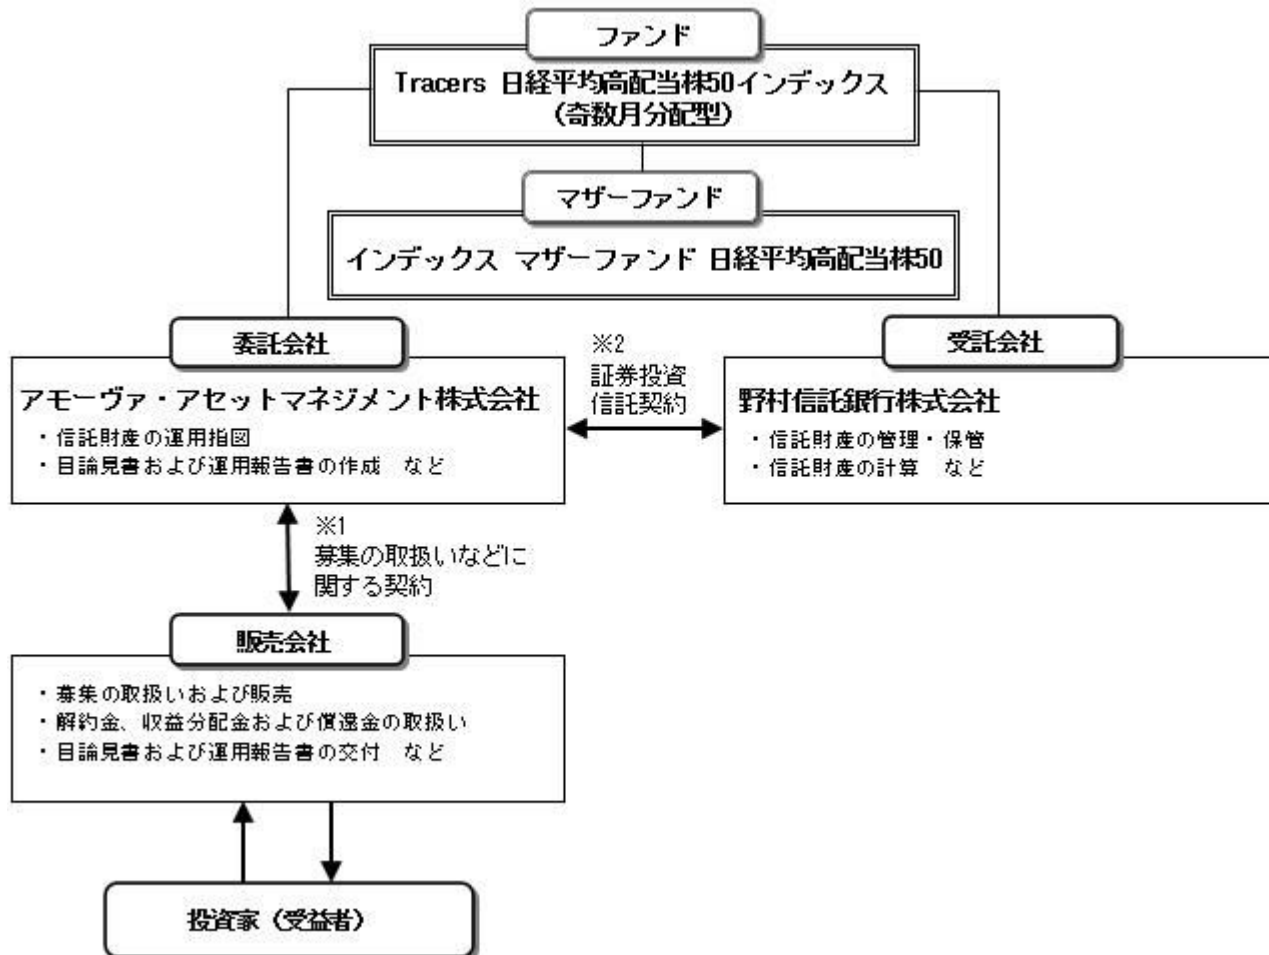 ファンド
Tracers 日経平均高配当株50インデックス
（奇数月分配型）
マザーファンド
インデックス マザーファンド 日経平均高配当株50
委託会社
アモーヴァ・アセットマネジメント株式会社
・信託財産の運用指図
・目論見書および運用報告書の作成　など
※2
証券投資
信託契約
受託会社
野村信託銀行株式会社
・信託財産の管理・保管
・信託財産の計算　など
※1
募集の取扱いなどに
関する契約
販売会社
・募集の取扱いおよび販売
・解約金、収益分配金および償還金の取扱い
・目論見書および運用報告書の交付　など
投資家（受益者）